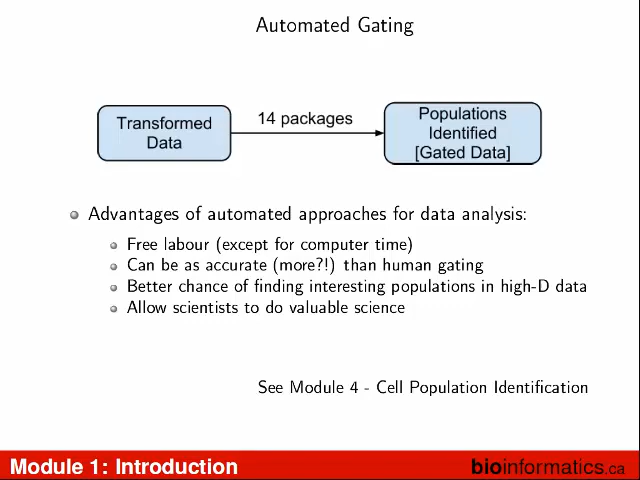 Automated Gating
Transformed
Data
14 packages
Populations
Identified
[Gated Data]
Advantages of automated approaches for data analysis:
Free labour (except for computer time)
Can be as accurate (more?!) than human gating
Better chance of finding interesting populations in high-D data
Allow scientists to do valuable science
See Module 4 - Cell Population Identification
Module 1: Introduction
bioinformatics.ca